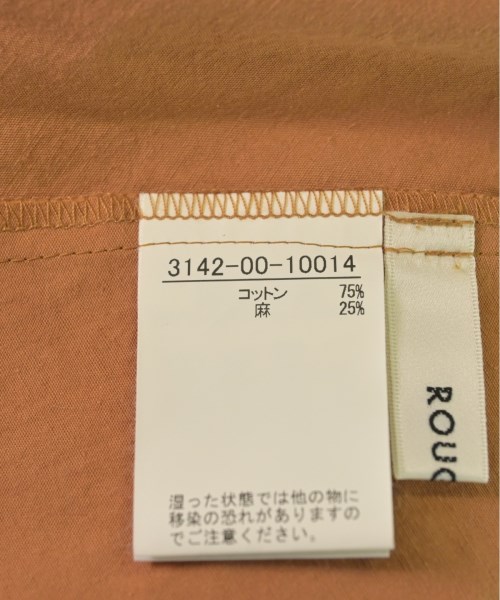 3142-00-10014
コットン 75%
麻 25%
湿った状態では他の物に
移染の恐れがありますの
でご注意ください。